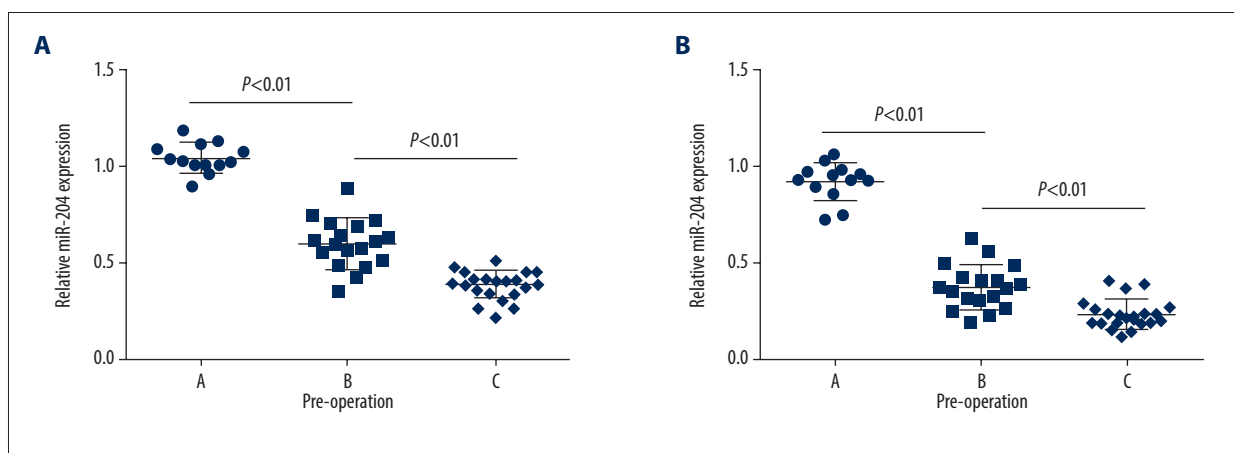 A
Relative miR-204 expression
1.5
1.0
0.5
0.0
P<0.01
P<0.01
A B C
Pre-operation
B
Relative miR-204 expression
1.5
1.0
0.5
0.0
P<0.01
P<0.01
A B C
Pre-operation